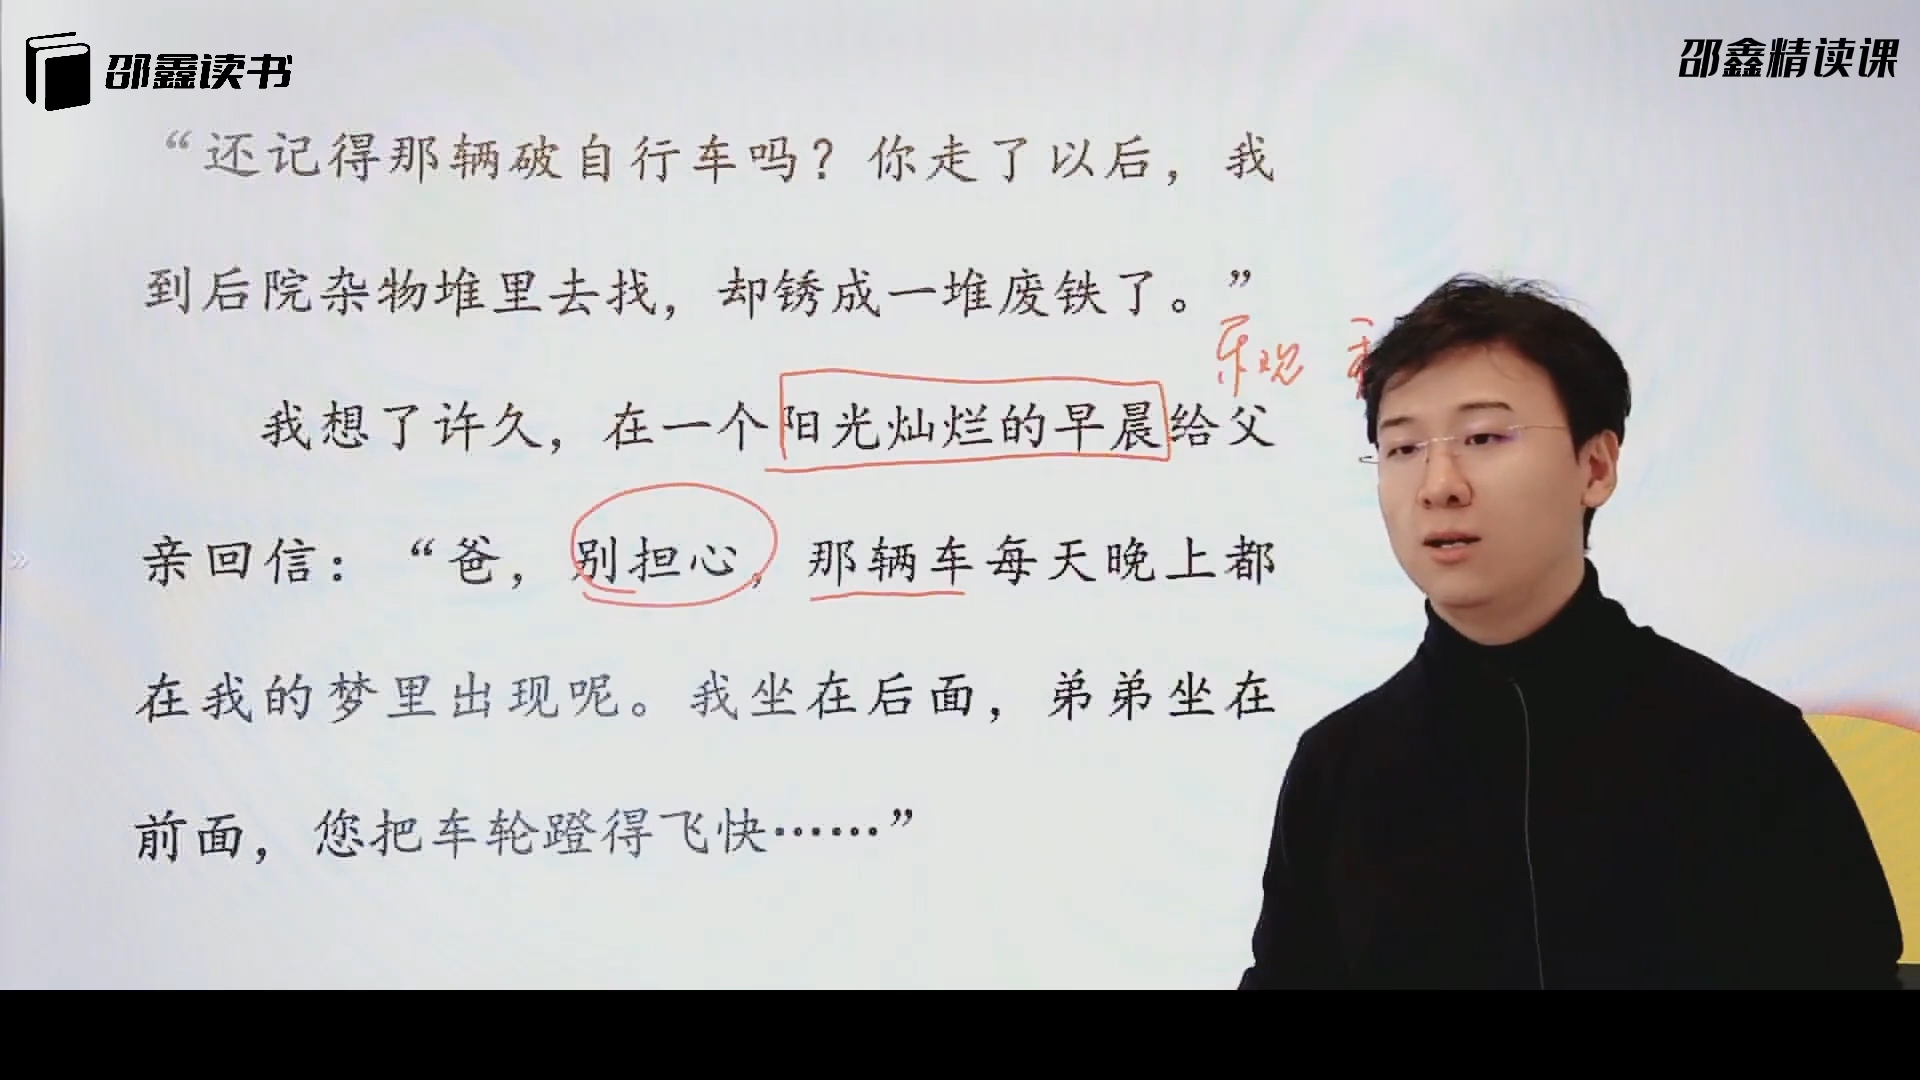 邵鑫读书
邵鑫精读课
“还记得那辆破自行车吗？你走了以后，我
到后院杂物堆里去找，却锈成一堆废铁了。”
乐观
我想了许久，在一个阳光灿烂的早晨给父
亲回信：“爸，别担心，那辆车每天晚上都
在我的梦里出现呢。我坐在后面，弟弟坐在
前面，您把车轮蹬得飞快……”